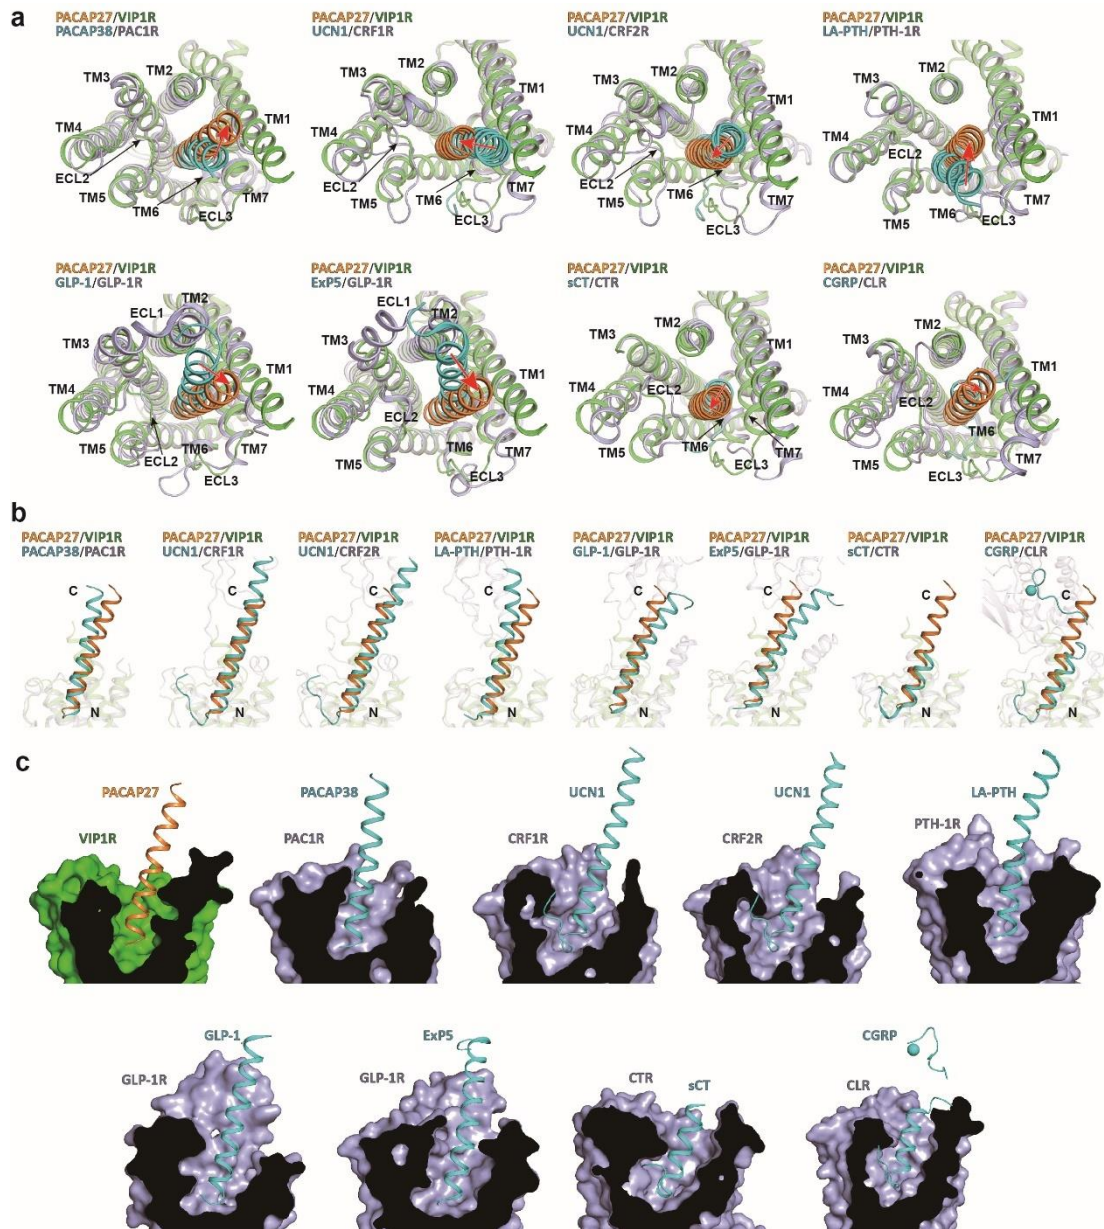 a
PACAP27/VIP1R
PACAP38/PAC1R
TM3
TM2
TM1
TM4
ECL2
TM5
TM6
ECL3
TM7
PACAP27/VIP1R
UCN1/CRF1R
TM3
TM2
TM1
TM4
ECL2
TM5
TM6
ECL3
TM7
PACAP27/VIP1R
UCN1/CRF2R
TM3
TM2
TM1
TM4
ECL2
TM5
TM6
ECL3
TM7
PACAP27/VIP1R
LA-PTH/PTH-1R
TM3
TM2
TM1
TM4
ECL2
TM5
TM6
ECL3
TM7
PACAP27/VIP1R
GLP-1/GLP-1R
ECL1
TM2
TM3
TM1
TM4
TM5
TM6
ECL2
ECL3
TM7
PACAP27/VIP1R
ExP5/GLP-1R
ECL1
TM2
TM3
TM1
TM4
ECL2
TM5
TM6
ECL3
TM7
PACAP27/VIP1R
sCT/CTR
TM2
TM3
TM1
TM4
ECL2
TM5
TM6
ECL3
TM7
PACAP27/VIP1R
CGRP/CLR
TM2
TM3
TM1
TM4
ECL2
TM5
TM6
ECL3
TM7
b
PACAP27/VIP1R
PACAP38/PAC1R
C
N
PACAP27/VIP1R
UCN1/CRF1R
C
N
PACAP27/VIP1R
UCN1/CRF2R
C
N
PACAP27/VIP1R
LA-PTH/PTH-1R
C
N
PACAP27/VIP1R
GLP-1/GLP-1R
C
N
PACAP27/VIP1R
ExP5/GLP-1R
C
N
PACAP27/VIP1R
sCT/CTR
C
N
PACAP27/VIP1R
CGRP/CLR
C
N
c
PACAP27
VIP1R
PACAP38
PAC1R
UCN1
CRF1R
UCN1
CRF2R
LA-PTH
PTH-1R
GLP-1
GLP-1R
ExP5
GLP-1R
CTR
sCT
CGRP
CLR